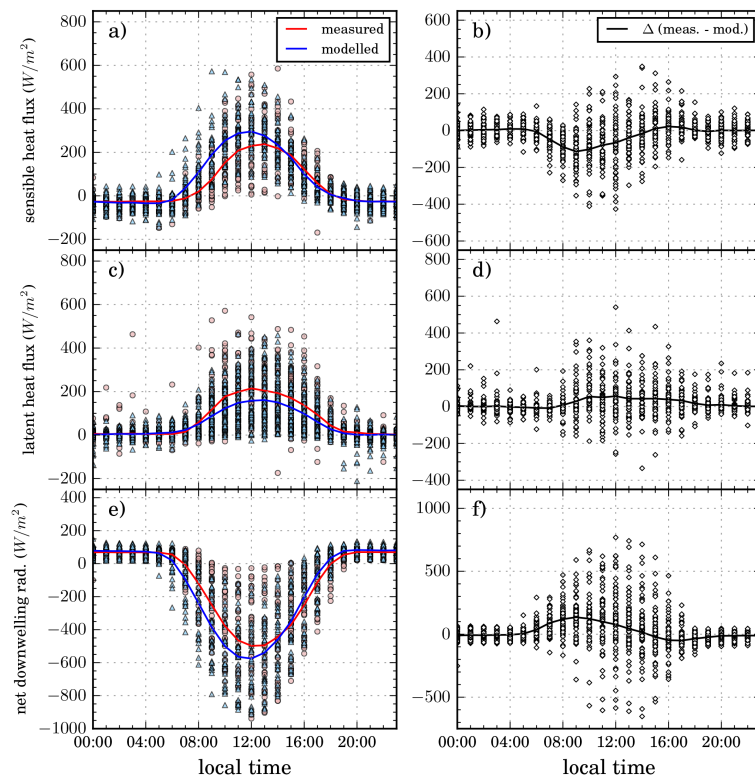 a)
measured
modelled
800
600
400
200
0
−200
sensible heat flux (W/m²)
b)
Δ (meas. - mod.)
600
400
200
0
−200
−400
−600
c)
800
600
400
200
0
−200
latent heat flux (W/m²)
d)
800
600
400
200
0
−200
−400
e)
400
200
0
−200
−400
−600
−800
−1000
net downwelling rad. (W/m²)
00:00 04:00 08:00 12:00 16:00 20:00
local time
f)
1000
500
0
−500
00:00 04:00 08:00 12:00 16:00 20:00
local time